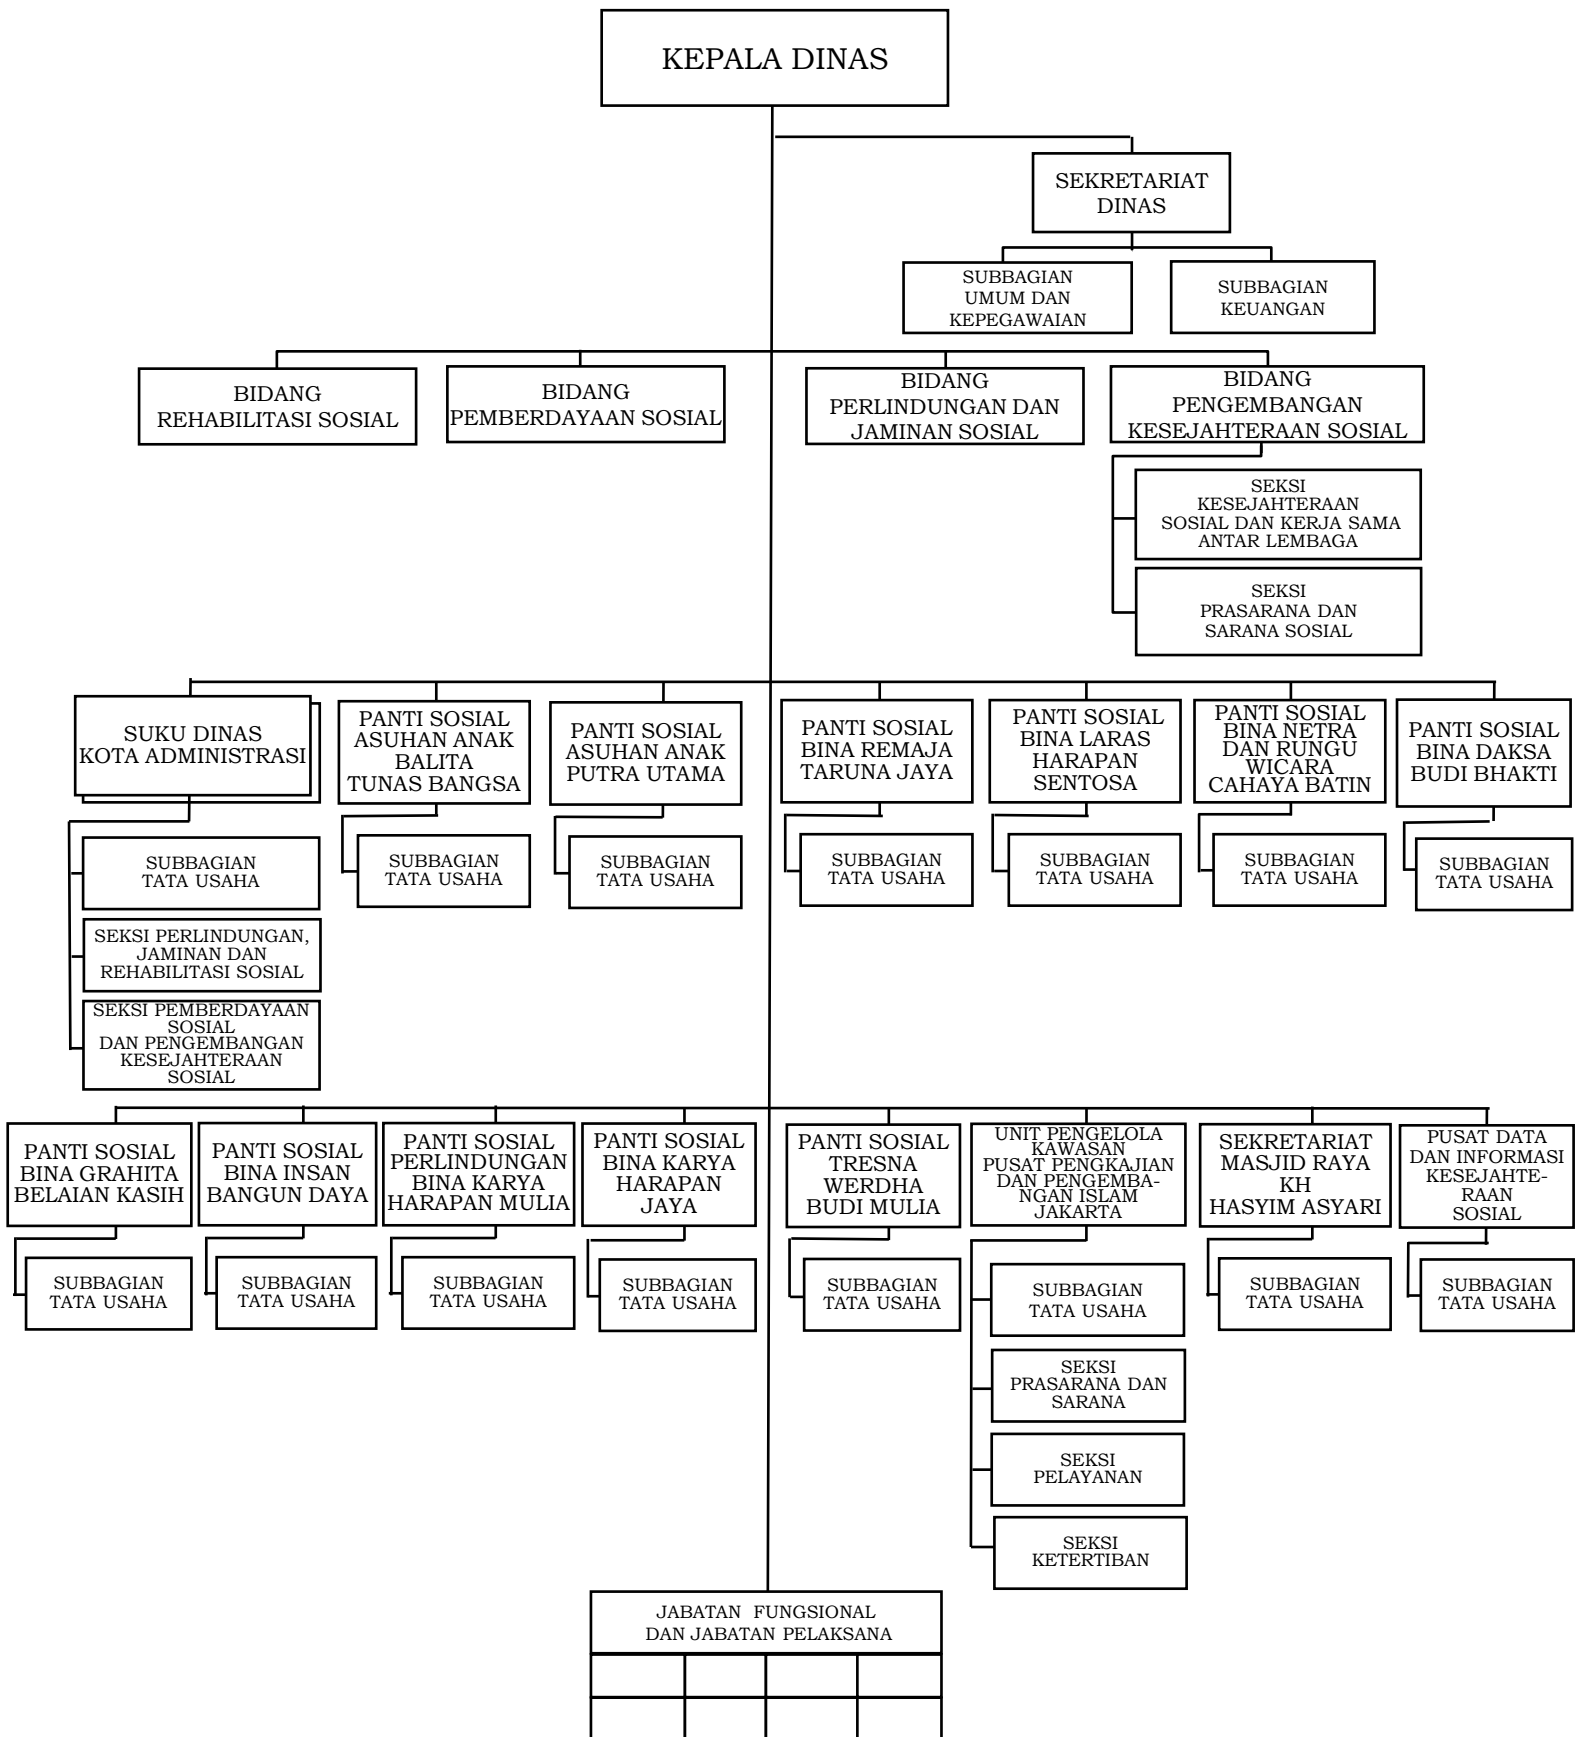 KEPALA DINAS
SEKRETARIAT
DINAS
SUBBAGIAN
UMUM DAN
KEPEGAWAIAN
SUBBAGIAN
KEUANGAN
BIDANG
REHABILITASI SOSIAL
BIDANG
PEMBERDAYAAN SOSIAL
BIDANG
PERLINDUNGAN DAN
JAMINAN SOSIAL
BIDANG
PENGEMBANGAN
KESEJAHTERAAN SOSIAL
SEKSI
KESEJAHTERAAN
SOSIAL DAN KERJA SAMA
ANTAR LEMBAGA
SEKSI
PRASARANA DAN
SARANA SOSIAL
SUKU DINAS
KOTA ADMINISTRASI
PANTI SOSIAL
ASUHAN ANAK
BALITA
TUNAS BANGSA
PANTI SOSIAL
ASUHAN ANAK
PUTRA UTAMA
PANTI SOSIAL
BINA REMAJA
TARUNA JAYA
PANTI SOSIAL
BINA LARAS
HARAPAN
SENTOSA
PANTI SOSIAL
BINA NETRA
DAN RUNGU
WICARA
CAHAYA BATIN
PANTI SOSIAL
BINA DAKSA
BUDI BHAKTI
SUBBAGIAN
TATA USAHA
SUBBAGIAN
TATA USAHA
SUBBAGIAN
TATA USAHA
SUBBAGIAN
TATA USAHA
SUBBAGIAN
TATA USAHA
SUBBAGIAN
TATA USAHA
SUBBAGIAN
TATA USAHA
SEKSI PERLINDUNGAN,
JAMINAN DAN
REHABILITASI SOSIAL
SEKSI PEMBERDAYAAN
SOSIAL
DAN PENGEMBANGAN
KESEJAHTERAAN
SOSIAL
PANTI SOSIAL
BINA GRAHITA
BELAIAN KASIH
PANTI SOSIAL
BINA INSAN
BANGUN DAYA
PANTI SOSIAL
PERLINDUNGAN
BINA KARYA
HARAPAN MULIA
PANTI SOSIAL
BINA KARYA
HARAPAN
JAYA
PANTI SOSIAL
TRESNA
WERDHA
BUDI MULIA
UNIT PENGELOLA
KAWASAN
PUSAT PENGKAJIAN
DAN PENGEMBA-
NGAN ISLAM
JAKARTA
SEKRETARIAT
MASJID RAYA
KH
HASYIM ASYARI
PUSAT DATA
DAN INFORMASI
KESEJAHTE-
RAAN
SOSIAL
SUBBAGIAN
TATA USAHA
SUBBAGIAN
TATA USAHA
SUBBAGIAN
TATA USAHA
SUBBAGIAN
TATA USAHA
SUBBAGIAN
TATA USAHA
SUBBAGIAN
TATA USAHA
SUBBAGIAN
TATA USAHA
SUBBAGIAN
TATA USAHA
SEKSI
PRASARANA DAN
SARANA
SEKSI
PELAYANAN
SEKSI
KETERTIBAN
JABATAN FUNGSIONAL
DAN JABATAN PELAKSANA